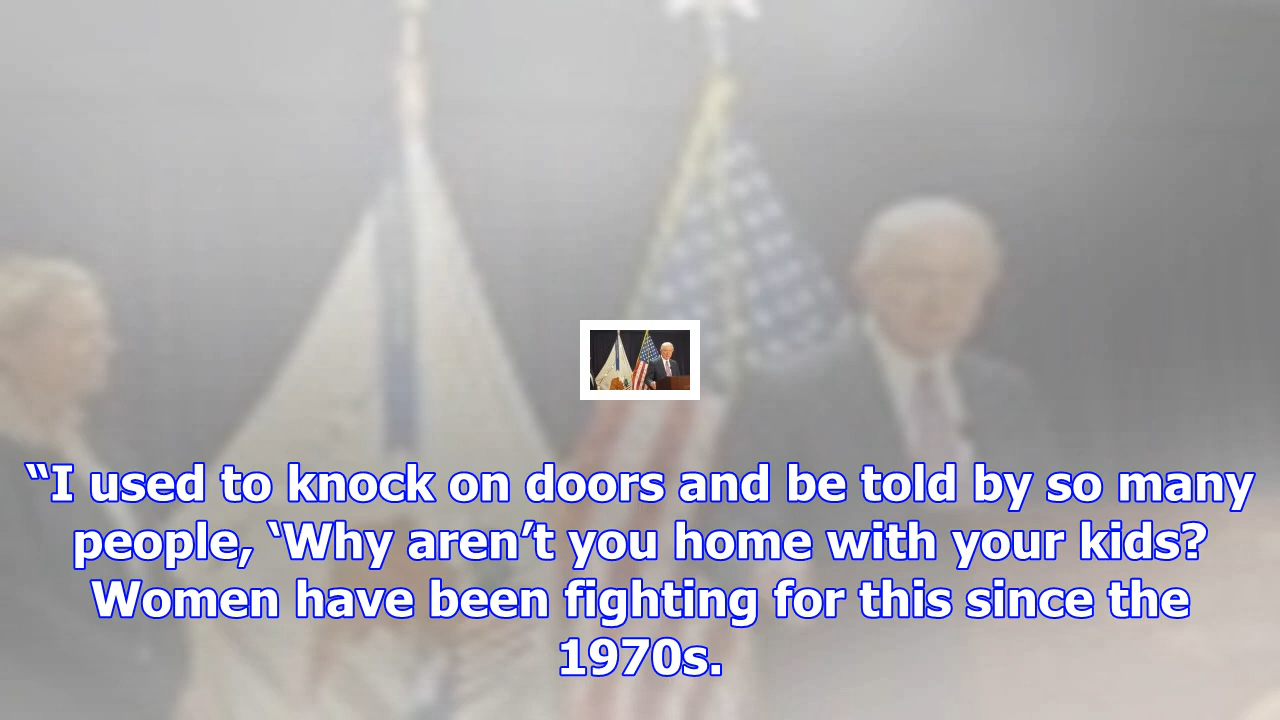 “I used to knock on doors and be told by so many
people, ‘Why aren’t you home with your kids?
Women have been fighting for this since the
1970s.